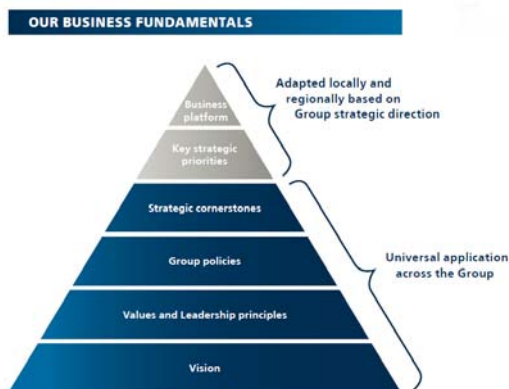 OUR BUSINESS FUNDAMENTALS
Business
platform
Key strategic
priorities
Strategic cornerstones
Group policies
Values and Leadership principles
Vision
Adapted locally and
regionally based on
Group strategic direction
Universal application
across the Group